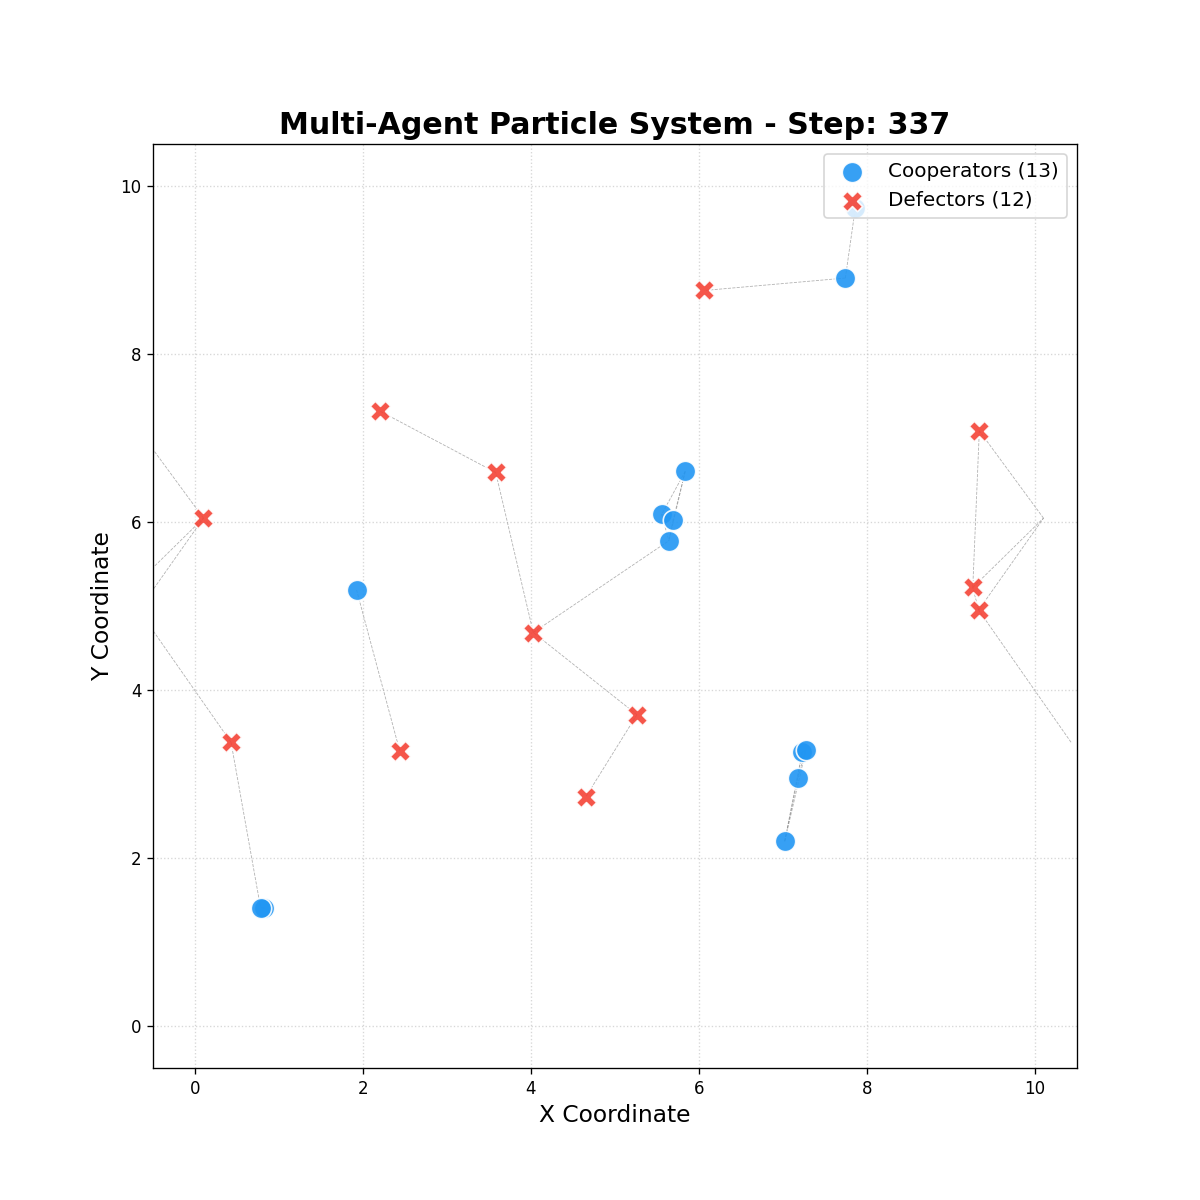 Multi-Agent Particle System - Step: 337
Cooperators (13)
Defectors (12)
Y Coordinate
10
8
6
4
2
0
0 2 4 6 8 10
X Coordinate